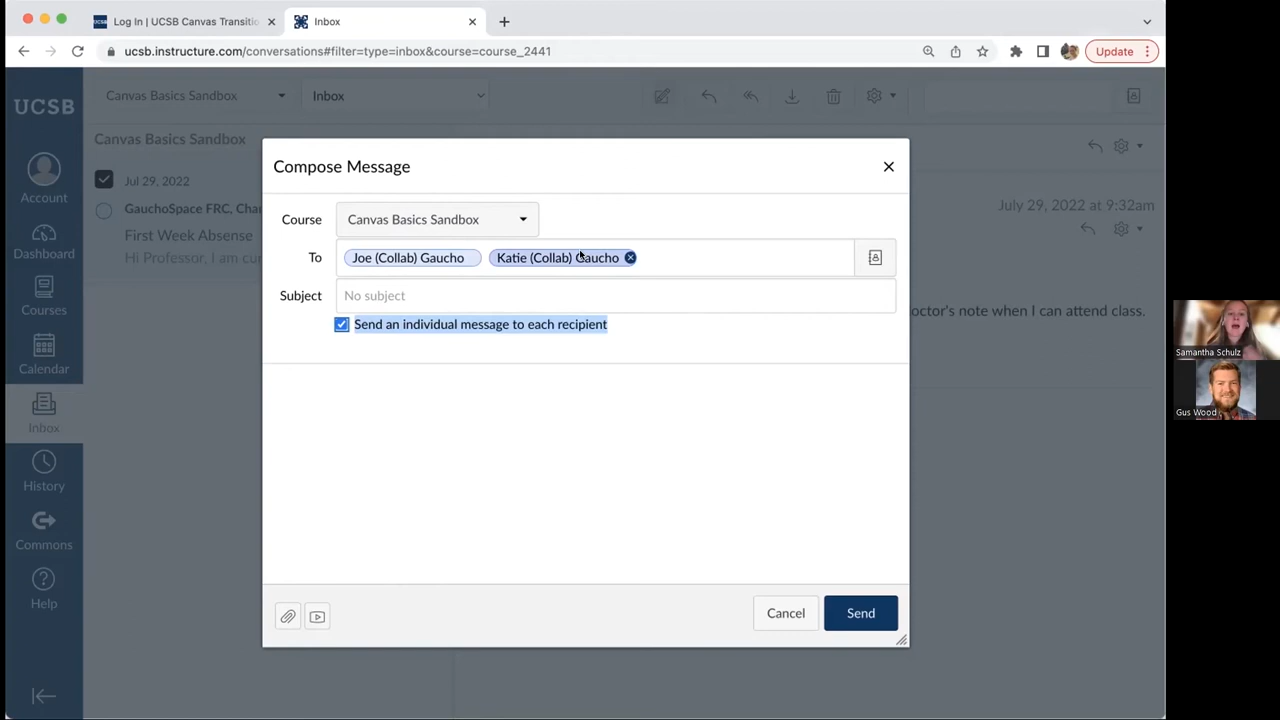 Log In | UCSB Canvas Transitio
Inbox
ucsb.instructure.com/conversations#filter=type=inbox&course=course_2441
Update
UCSB
Canvas Basics Sandbox
Inbox
Canvas Basics Sandbox
Jul 29, 2022
GauchoSpace FRC, Cha
First Week Absense
Hi Professor, I am cu
July 29, 2022 at 9:32am
octor's note when I can attend class.
Account
Dashboard
Courses
Calendar
Inbox
History
Commons
Help
Compose Message
Course
Canvas Basics Sandbox
To
Joe (Collab) Gaucho
Katie (Collab) Gaucho
Subject
No subject
Send an individual message to each recipient
Cancel
Send
Samantha Schulz
Gus Wood